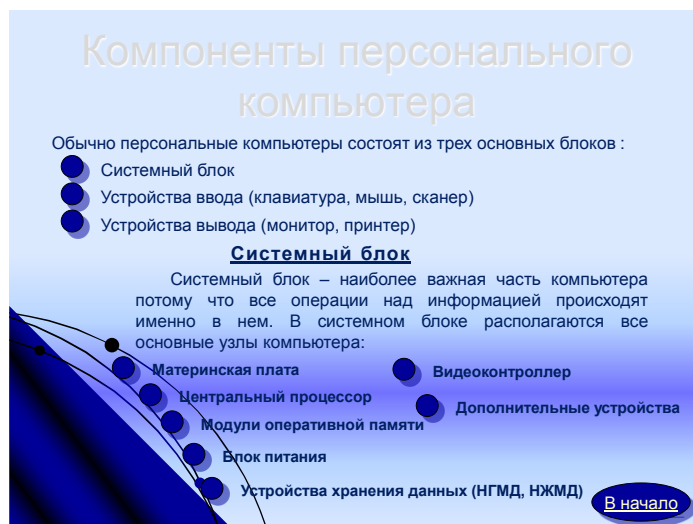 Компоненты персонального
компьютера
Обычно персональные компьютеры состоят из трех основных блоков :
Системный блок
Устройства ввода (клавиатура, мышь, сканер)
Устройства вывода (монитор, принтер)
Системный блок
Системный блок – наиболее важная часть компьютера
потому что все операции над информацией происходят
именно в нем. В системном блоке располагаются все
основные узлы компьютера:
Материнская плата
Центральный процессор
Модули оперативной памяти
Блок питания
Устройства хранения данных (НГМД, НЖМД)
Видеоконтроллер
Дополнительные устройства
В начало